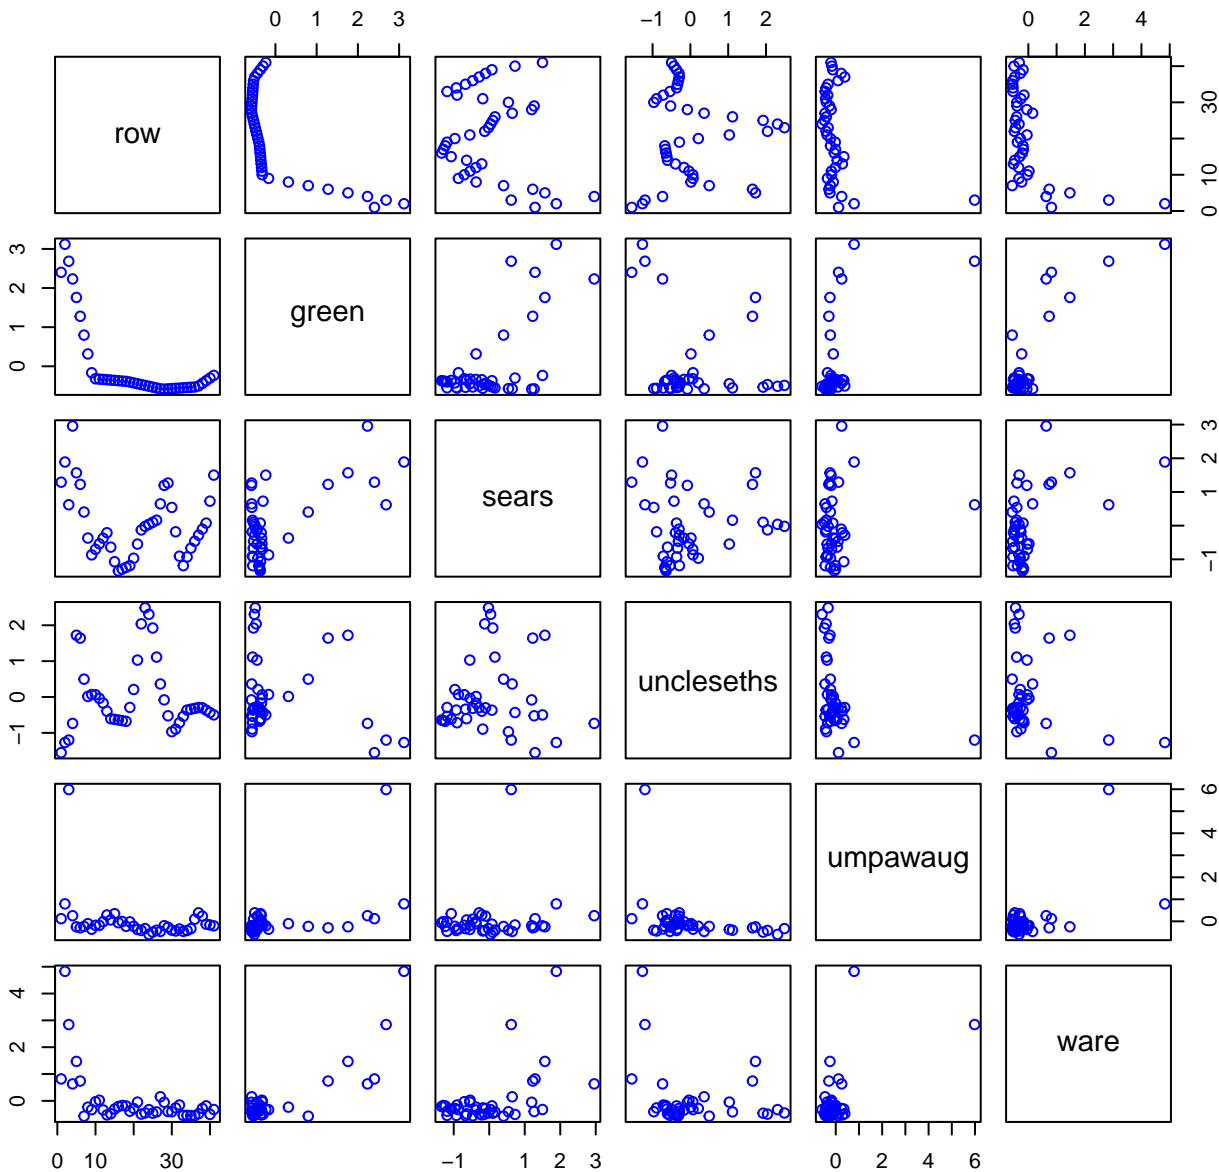 0 1 2 3 −1 0 1 2 0 2 4
row 0 10 20 30
0 1 2 3 green
sears −1 1 2 3
−1 0 1 2 uncleseths
umpawaug 0 2 4 6
0 2 4 ware
0 10 30 −1 1 2 3 0 2 4 6